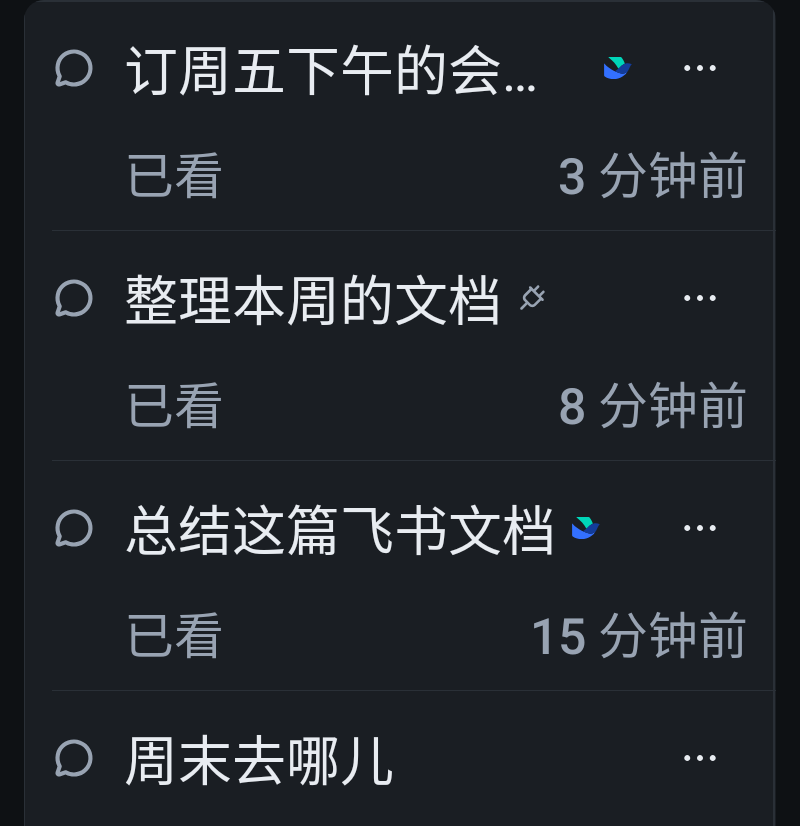 订周五下午的会…
已看 3 分钟前
整理本周的文档
已看 8 分钟前
总结这篇飞书文档
已看 15 分钟前
周末去哪儿